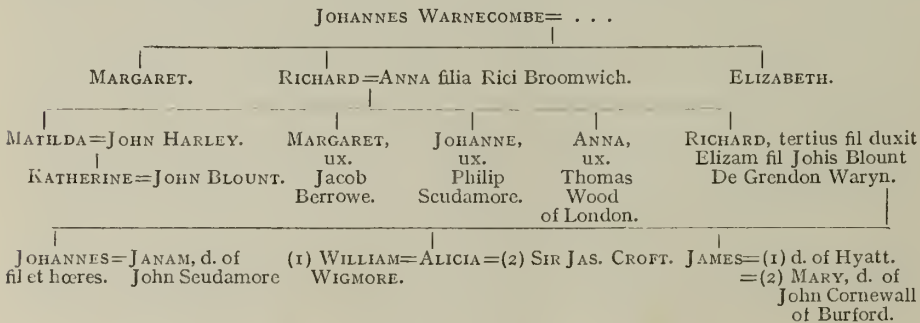 JOHANNES WARNECOMBE= . . .
MARGARET. RICHARD=ANNA filia Rici Broomwich. ELIZABETH.
MATILDA=JOHN HARLEY.
KATHERINE=JOHN BLOUNT.
MARGARET,
ux.
Jacob
Berrowe.
JOHANNE,
ux.
Philip
Scudamore.
ANNA,
ux.
Thomas
Wood
of London.
RICHARD, tertius fil duxit
Elizam fil Johis Blount
De Grendon Waryn.
JOHANNES=JANAM, d. of
fil et hœres. John Scudamore
(1) WILLIAM=ALICIA=(2) SIR JAS. CROFT.
WIGMORE.
JAMES=(1) d. of Hyatt.
=(2) MARY, d. of
John Cornewall
of Burford.